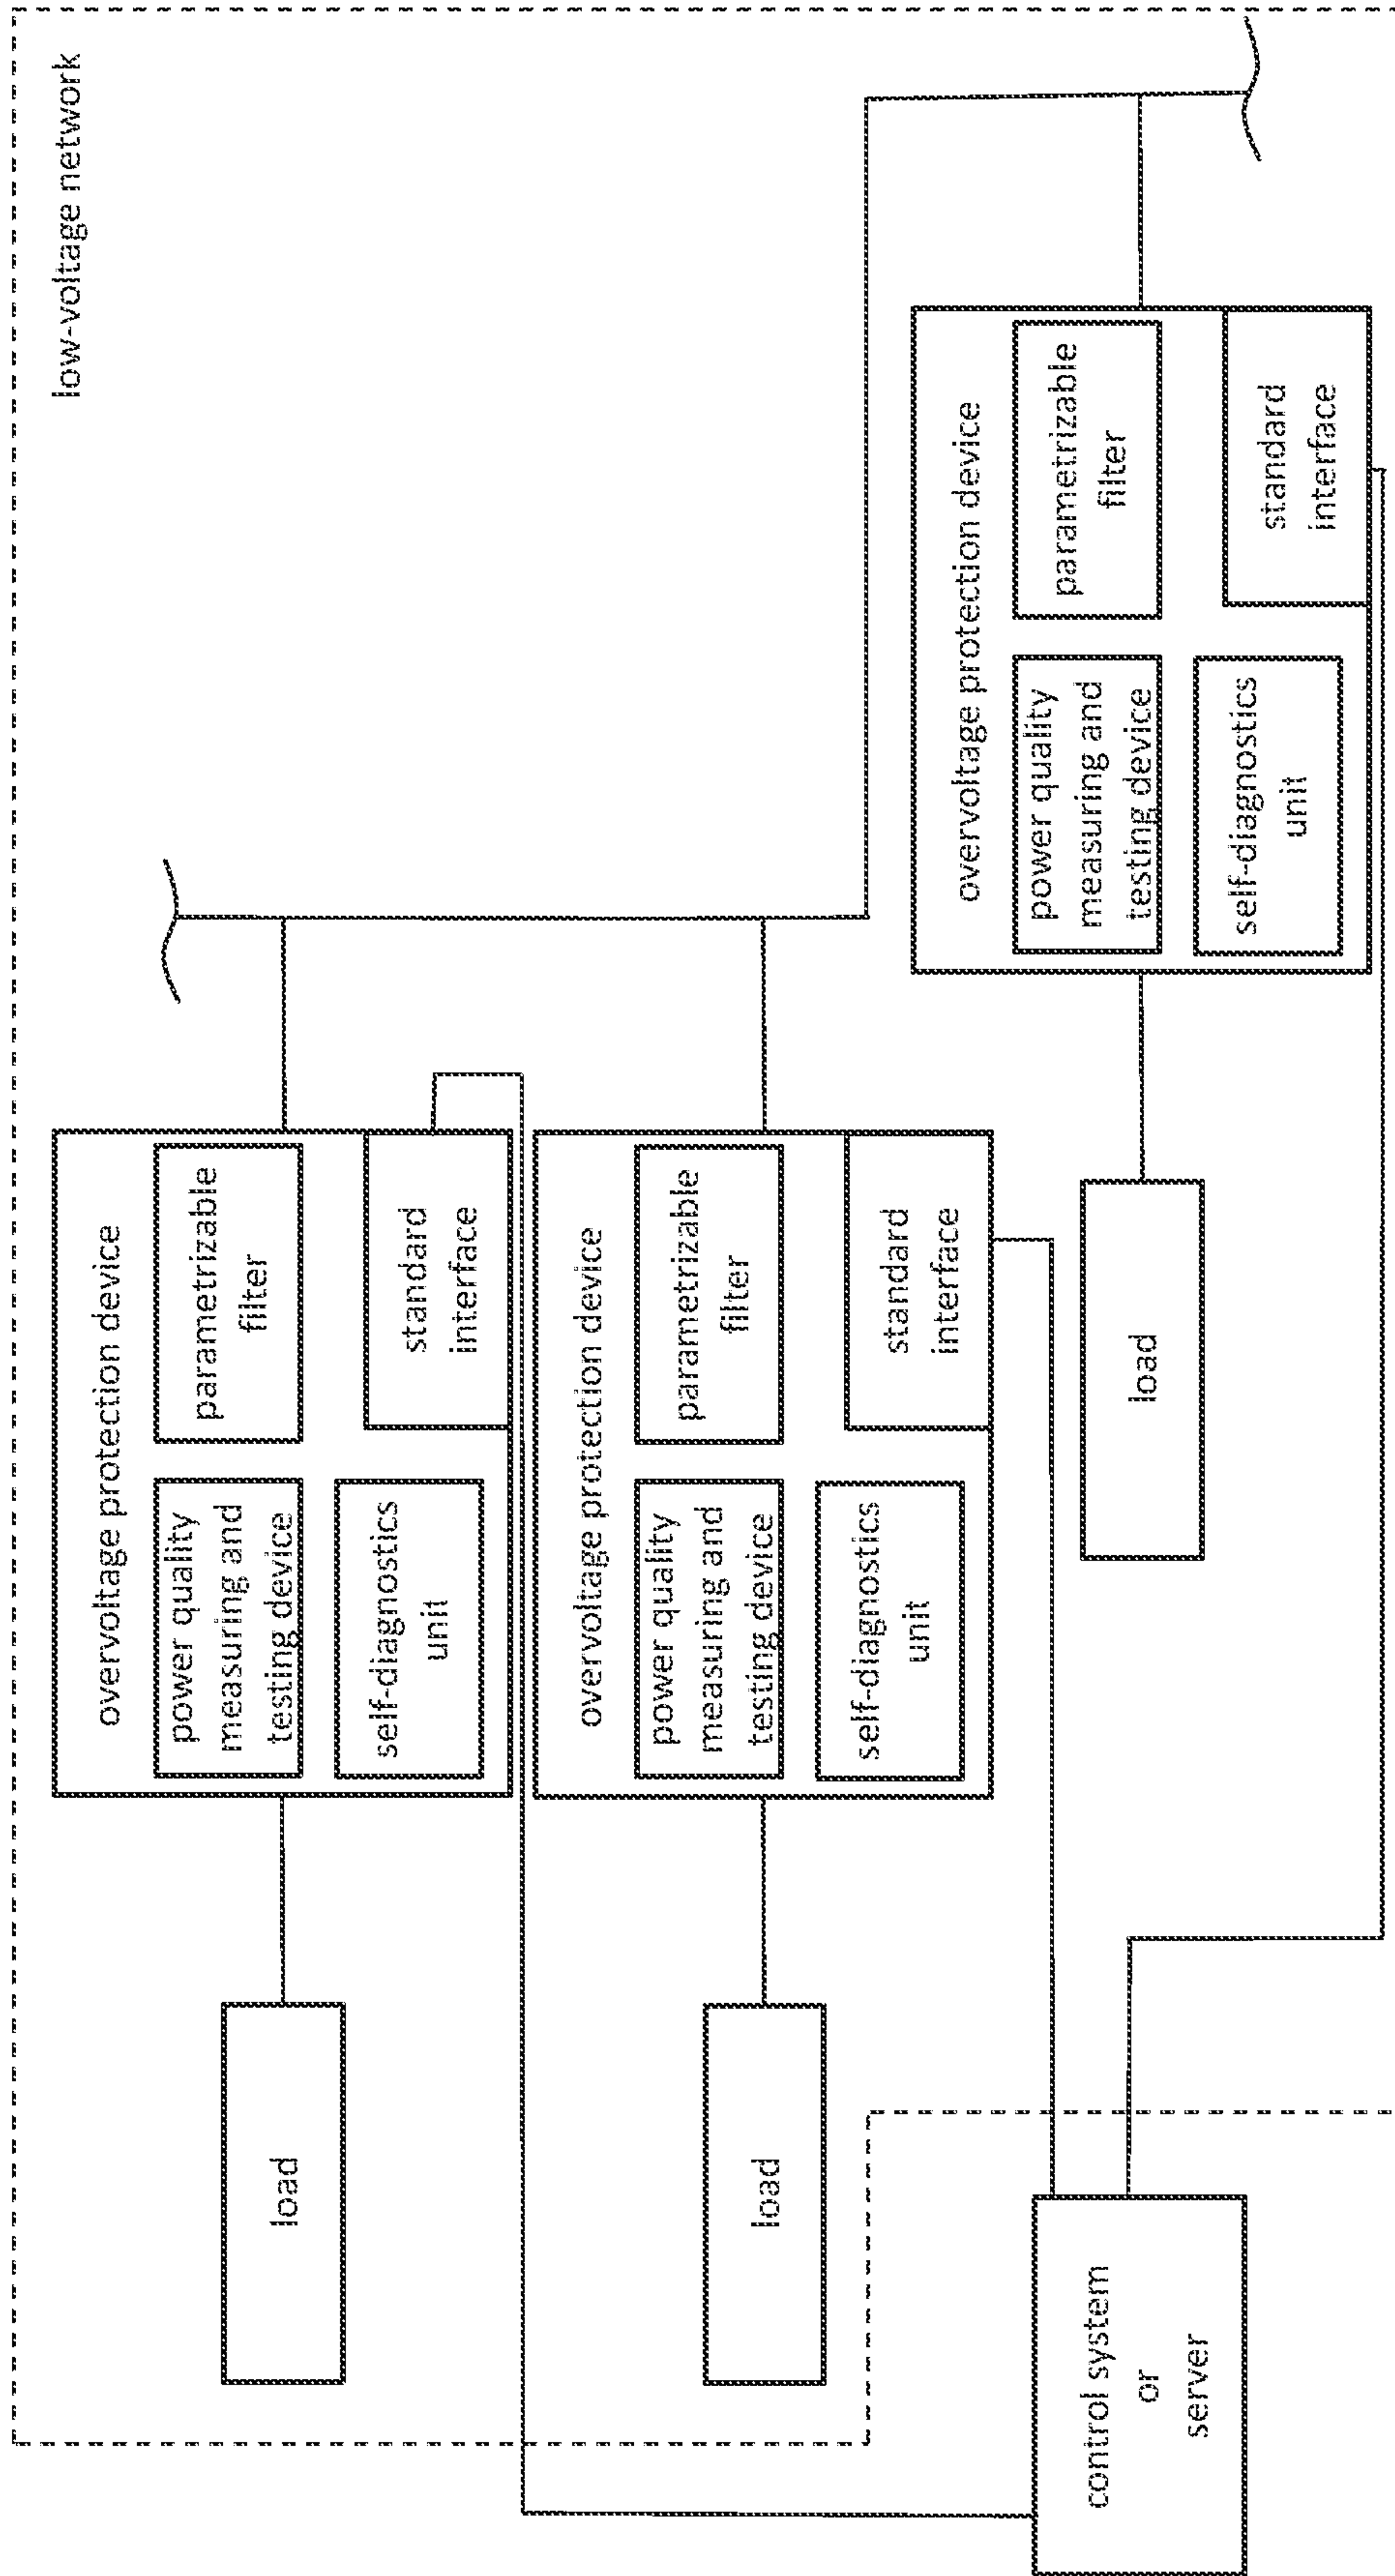 low-voltage network
overvoltage protection device
power quality
measuring and
testing device
parametrizable
filter
self-diagnostics
unit
standard
interface
load
overvoltage protection device
power quality
measuring and
testing device
parametrizable
filter
self-diagnostics
unit
standard
interface
load
overvoltage protection device
power quality
measuring and
testing device
parametrizable
filter
self-diagnostics
unit
standard
interface
load
control system
or
server